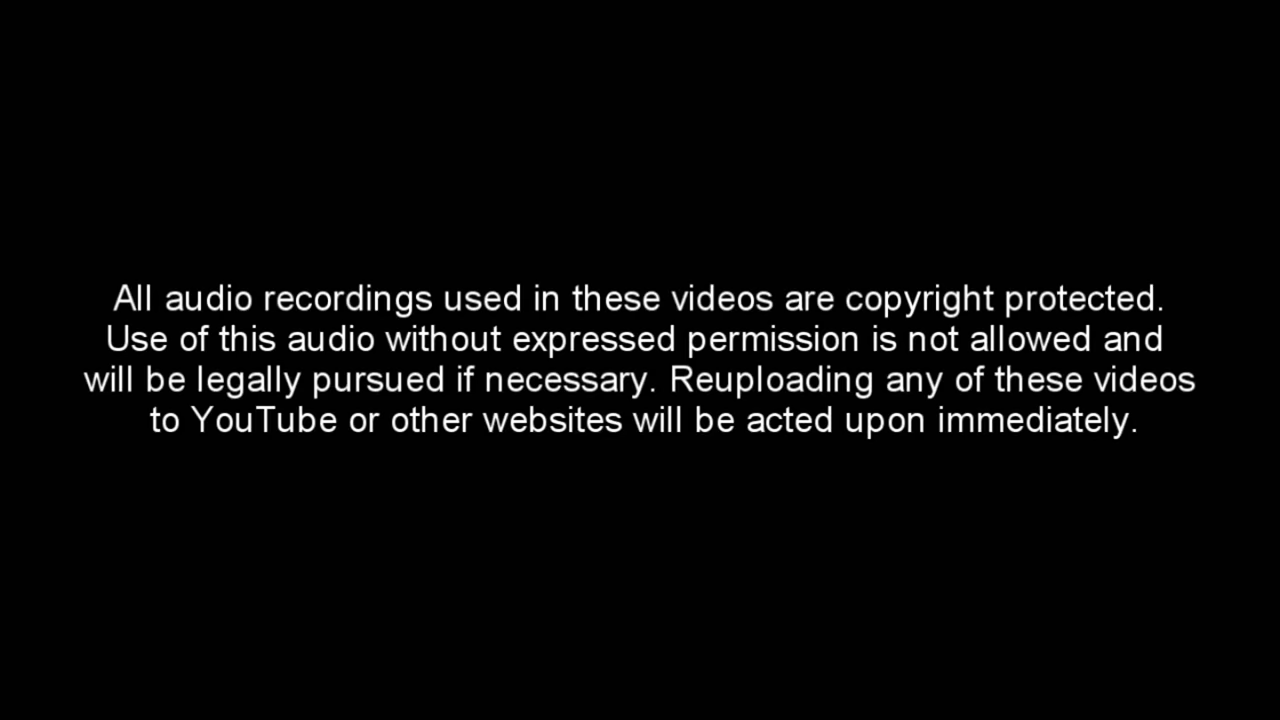 All audio recordings used in these videos are copyright protected.
Use of this audio without expressed permission is not allowed and
will be legally pursued if necessary. Reuploading any of these videos
to YouTube or other websites will be acted upon immediately.